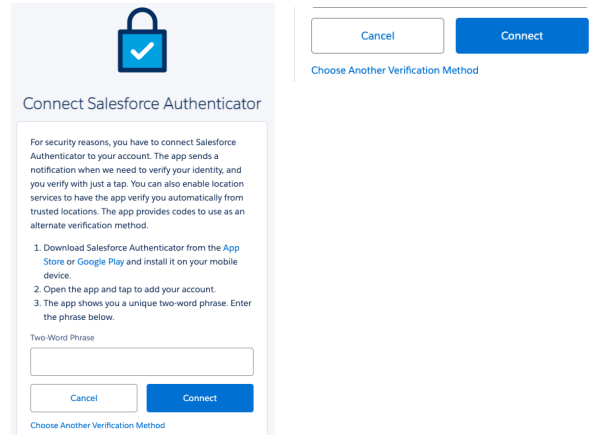 Connect Salesforce Authenticator
For security reasons, you have to connect Salesforce
Authenticator to your account. The app sends a
notification when we need to verify your identity, and
you verify with just a tap. You can also enable location
services to have the app verify you automatically from
trusted locations. The app provides codes to use as an
alternate verification method.
1. Download Salesforce Authenticator from the App
Store or Google Play and install it on your mobile
device.
2. Open the app and tap to add your account.
3. The app shows you a unique two-word phrase. Enter
the phrase below.
Two-Word Phrase
Cancel Connect
Choose Another Verification Method
Cancel Connect
Choose Another Verification Method